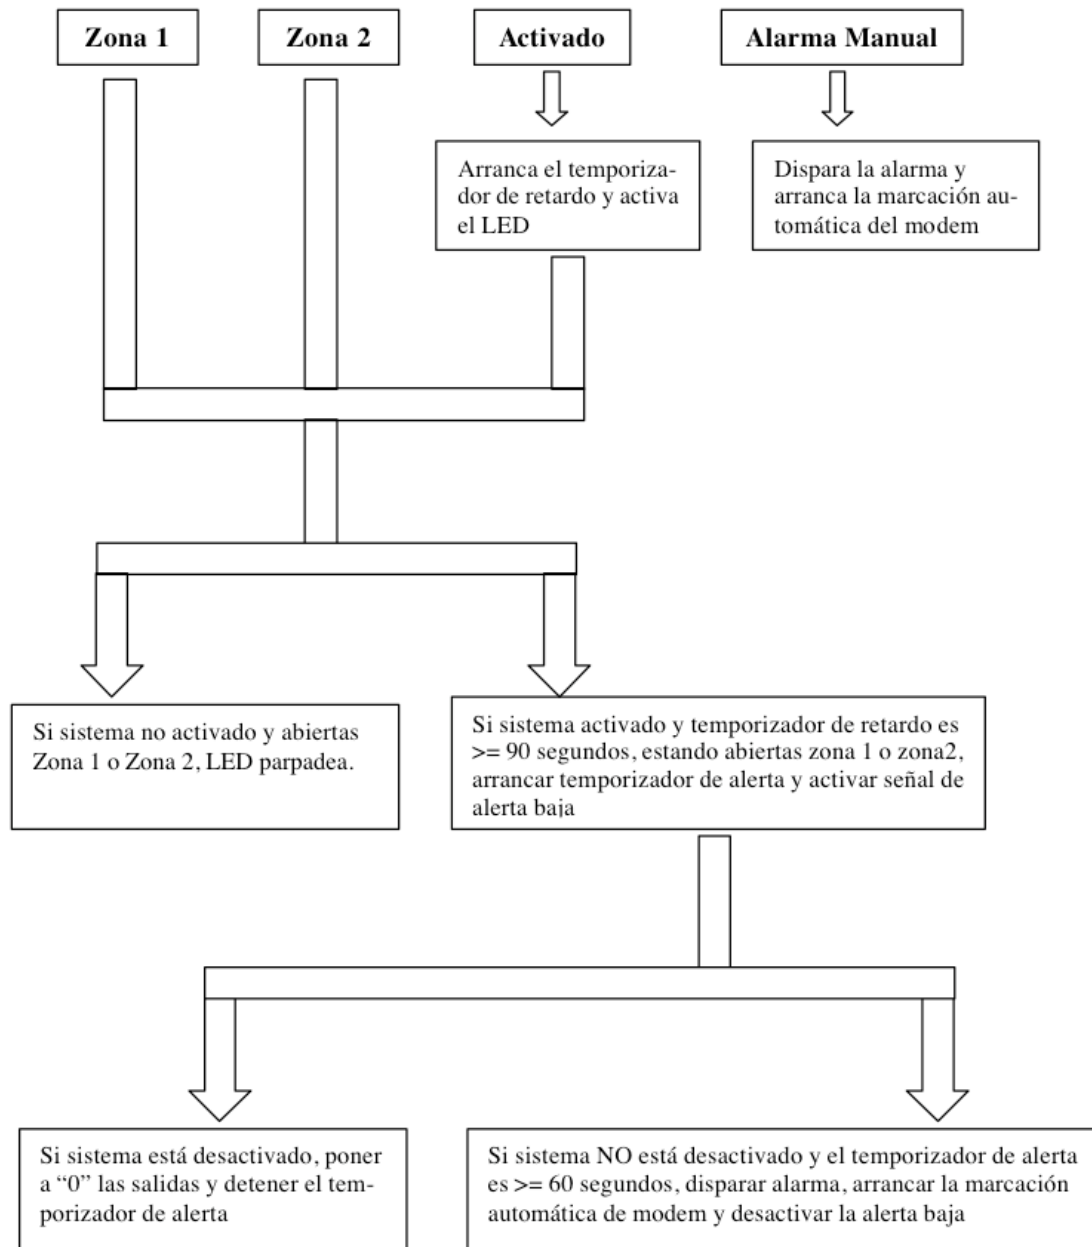 Zona 1
Zona 2
Activado
Alarma Manual
Arranca el temporiza-
dor de retardo y activa
el LED
Dispara la alarma y
arranca la marcación au-
tomática del modem
Si sistema no activado y abiertas
Zona 1 o Zona 2, LED parpadea.
Si sistema activado y temporizador de retardo es
>= 90 segundos, estando abiertas zona 1 o zona2,
arrancar temporizador de alerta y activar señal de
alerta baja
Si sistema está desactivado, poner
a “0” las salidas y detener el tem-
porizador de alerta
Si sistema NO está desactivado y el temporizador de alerta
es >= 60 segundos, disparar alarma, arrancar la marcación
automática de modem y desactivar la alerta baja